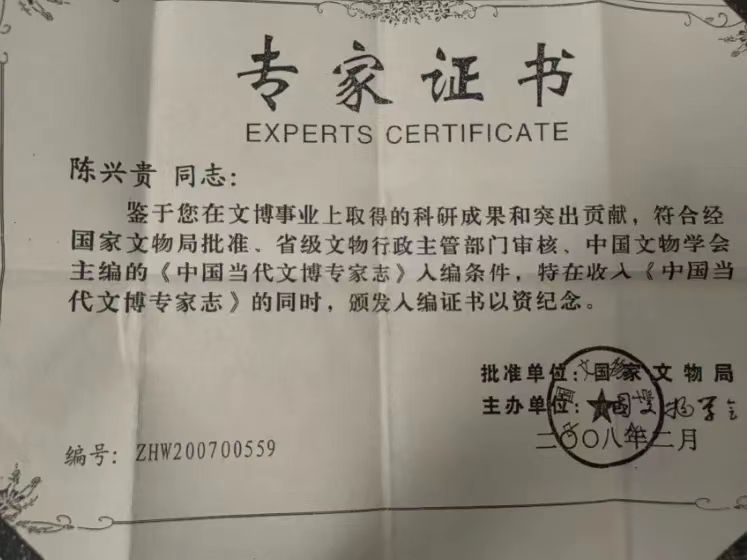 专家证书
EXPERTS CERTIFICATE
陈兴贵 同志：
鉴于您在文博事业上取得的科研成果和突出贡献，符合经
国家文物局批准、省级文物行政主管部门审核、中国文物学会
主编的《中国当代文博专家志》入编条件，特在收入《中国当
代文博专家志》的同时，颁发入编证书以资纪念。
批准单位：国家文物局
主办单位：
二〇〇八年二月
编号：ZHW200700559